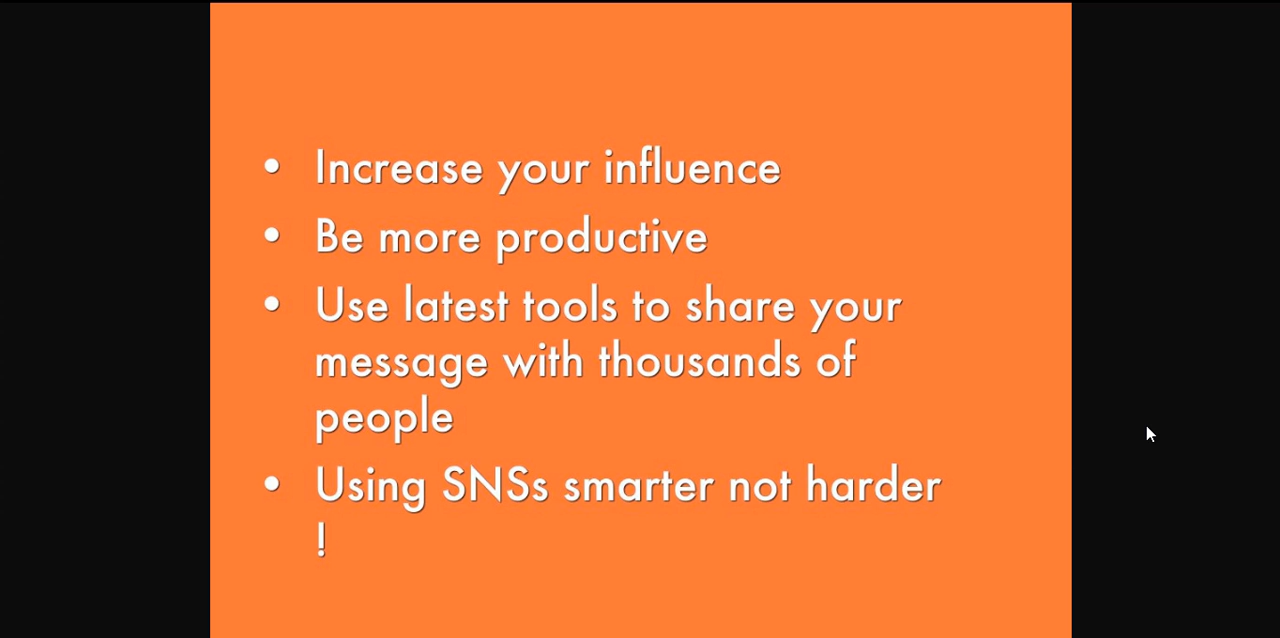 • Increase your influence
• Be more productive
• Use latest tools to share your
message with thousands of
people
• Using SNSs smarter not harder
!